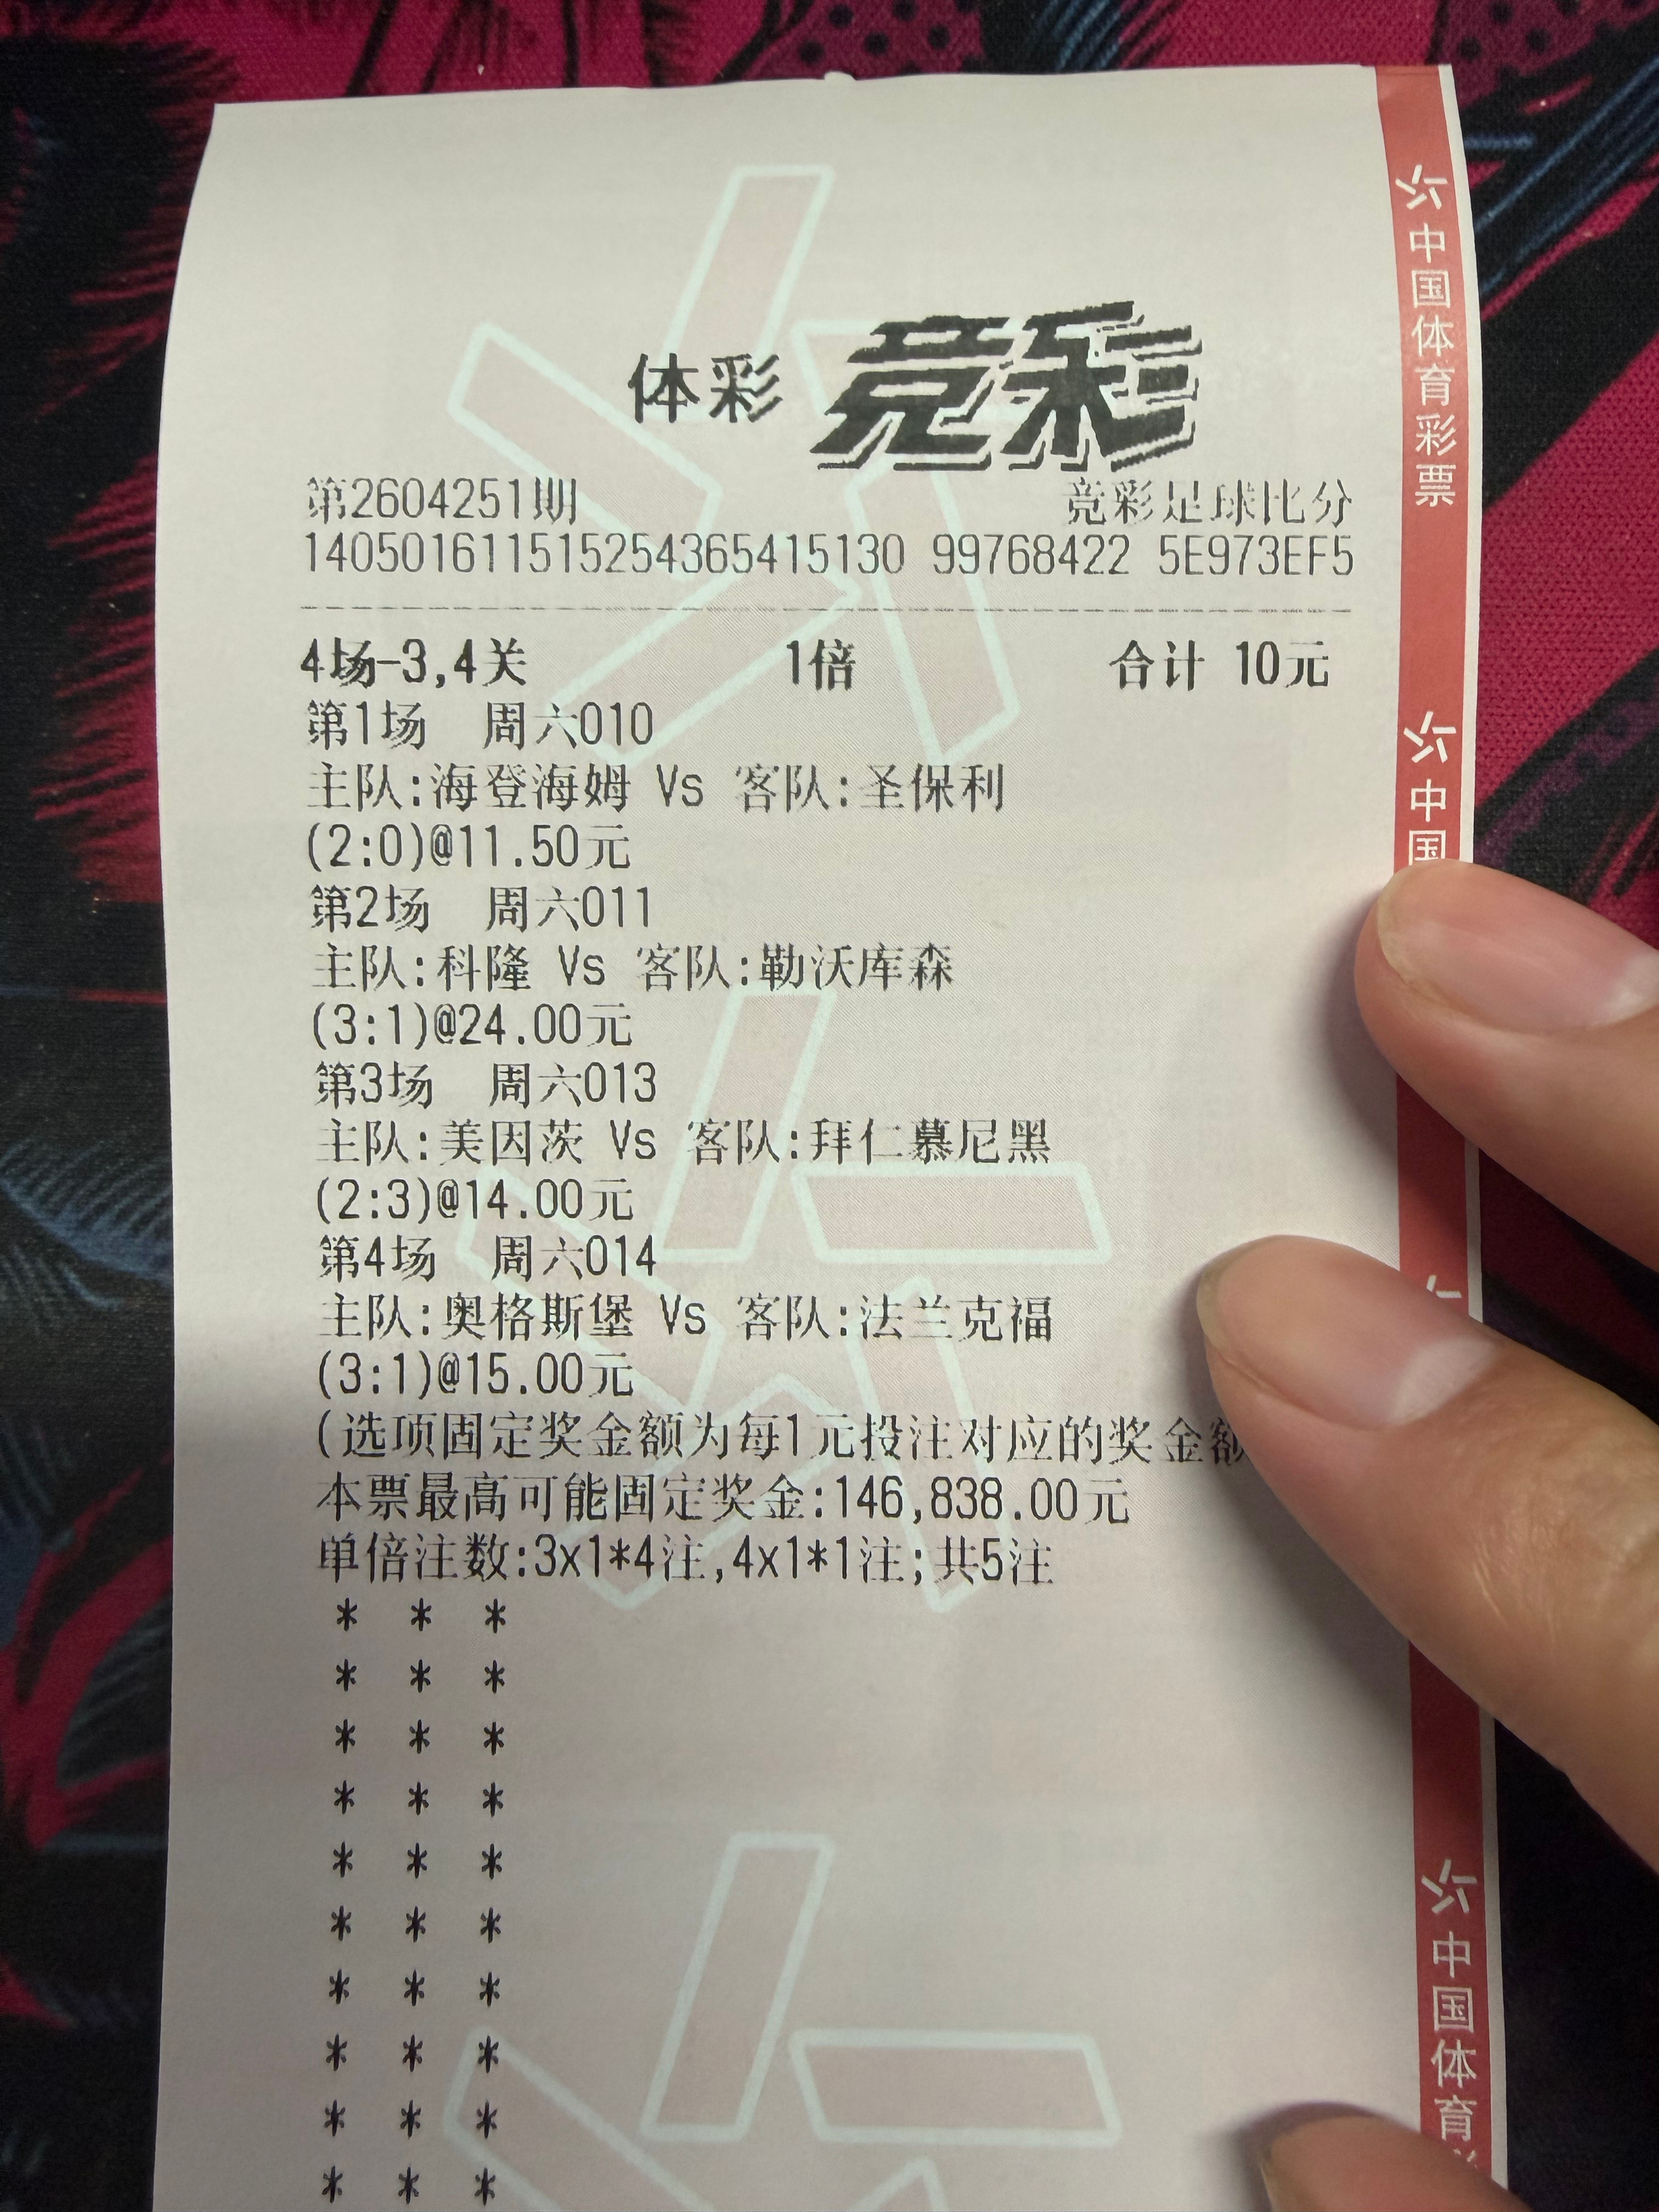 体彩 竞彩
第2604251期 竞彩足球比分
140501611515254365415130 99768422 5E973EF5
4场-3,4关 1倍 合计 10元
第1场 周六010
主队:海登海姆 Vs 客队:圣保利
(2:0)@11.50元
第2场 周六011
主队:科隆 Vs 客队:勒沃库森
(3:1)@24.00元
第3场 周六013
主队:美因茨 Vs 客队:拜仁慕尼黑
(2:3)@14.00元
第4场 周六014
主队:奥格斯堡 Vs 客队:法兰克福
(3:1)@15.00元
(选项固定奖金额为每1元投注对应的奖金额
本票最高可能固定奖金:146,838.00元
单倍注数:3x1*4注,4x1*1注;共5注
* * *
* * *
* * *
* * *
* * *
* * *
* * *
* * *
* * *
* * *
中国体育彩票
中国
中国体育